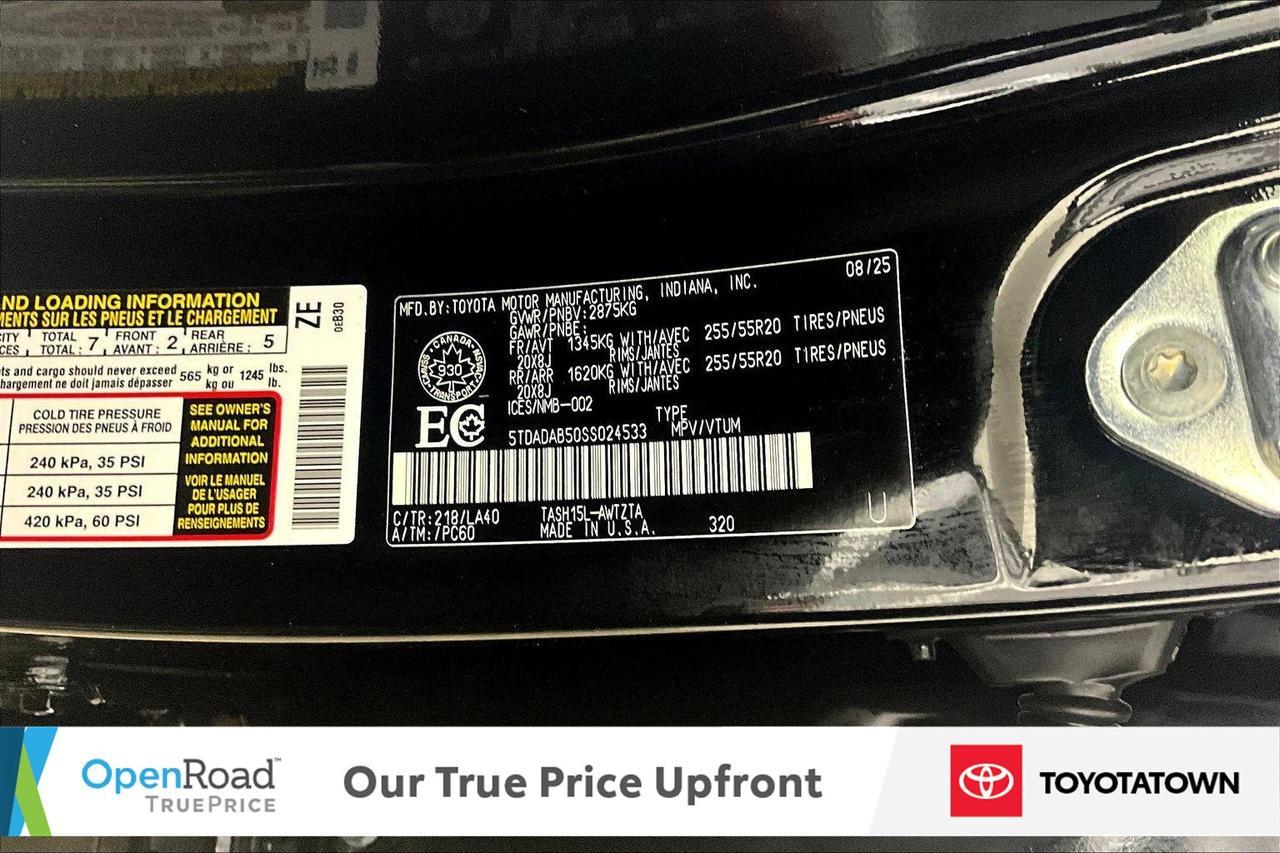 ND LOADING INFORMATION
MENTS SUR LES PNEUS ET LE CHARGEMENT
CITY TOTAL FRONT REAR
CES TOTAL : 7 AVANT : 2 ARRIÈRE : 5
nts and cargo should never exceed 565 kg or 1245 lbs.
chargement ne doit jamais dépasser kg ou lb.
COLD TIRE PRESSURE
PRESSION DES PNEUS À FROID
240 kPa, 35 PSI
240 kPa, 35 PSI
420 kPa, 60 PSI
SEE OWNER'S
MANUAL FOR
ADDITIONAL
INFORMATION
VOIR LE MANUEL
DE L'USAGER
POUR PLUS DE
RENSEIGNEMENTS
ZE
0EB30
MFD.BY:TOYOTA MOTOR MANUFACTURING, INDIANA, INC. 08/25
GVWR/PNBV:2875KG
GAWR/PNBE:
FR/AVT 1345KG WITH/AVEC 255/55R20 TIRES/PNEUS
20X8J RIMS/JANTES
RR/ARR 1620KG WITH/AVEC 255/55R20 TIRES/PNEUS
20X8J RIMS/JANTES
ICES/NMB-002 TYPE
5TDADAB50SS024533 MPV/VTUM
CANADA
930
TRANSPORT
EC
C/TR:218/LA40 TASH15L-AWTZTA
A/TM:/PC60 MADE IN U.S.A. 320 U
OpenRoad™
TRUEPRICE
Our True Price Upfront
TOYOTATOWN